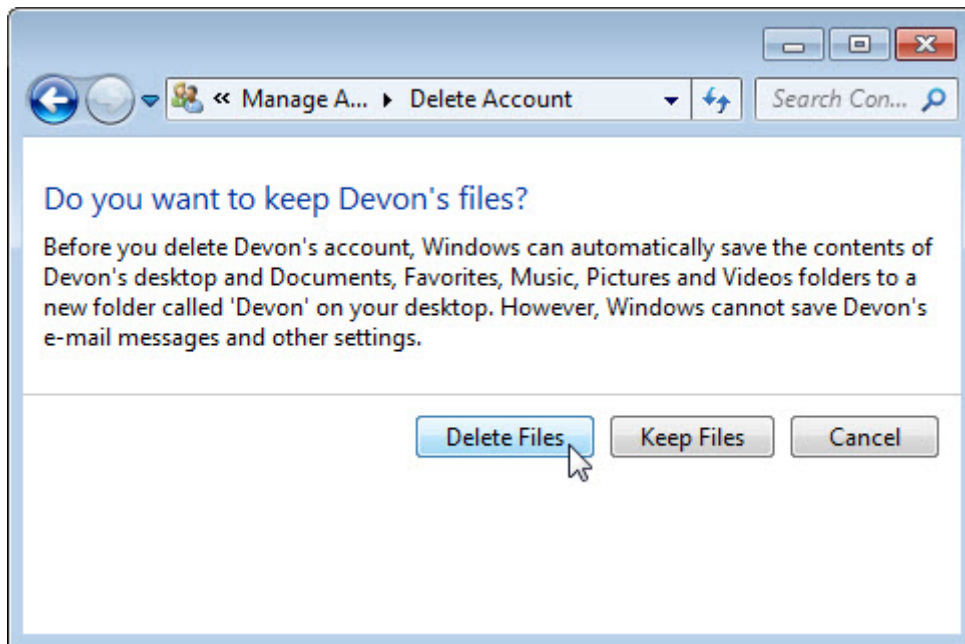 « Manage A... ▸ Delete Account
Search Con...
Do you want to keep Devon's files?
Before you delete Devon's account, Windows can automatically save the contents of
Devon's desktop and Documents, Favorites, Music, Pictures and Videos folders to a
new folder called 'Devon' on your desktop. However, Windows cannot save Devon's
e-mail messages and other settings.
Delete Files
Keep Files
Cancel